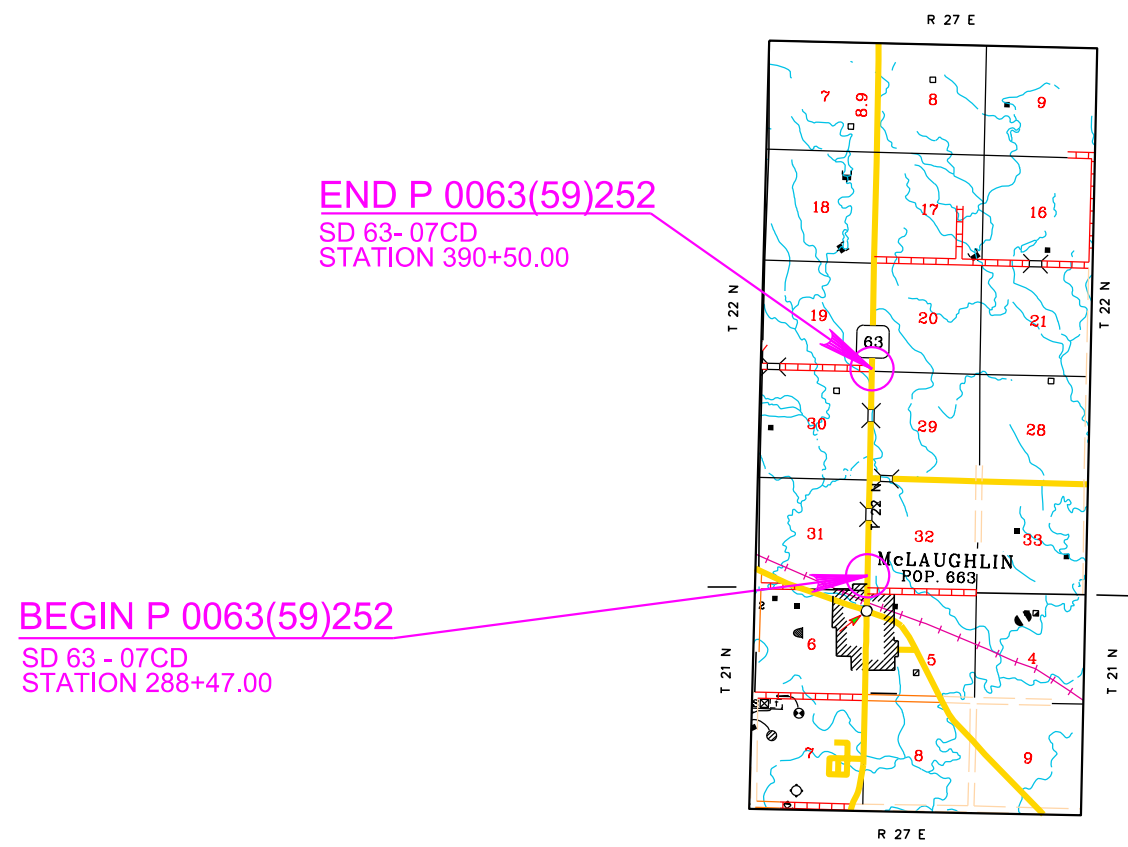 R 27 E
7
8.9
8
9
END P 0063(59)252
SD 63- 07CD
STATION 390+50.00
18
17
16
T 22 N
T 22 N
19
20
21
63
30
29
28
T 22 N
31
32
33
McLAUGHLIN
POP. 663
BEGIN P 0063(59)252
SD 63 - 07CD
STATION 288+47.00
2
6
5
4
T 21 N
T 21 N
7
8
9
R 27 E